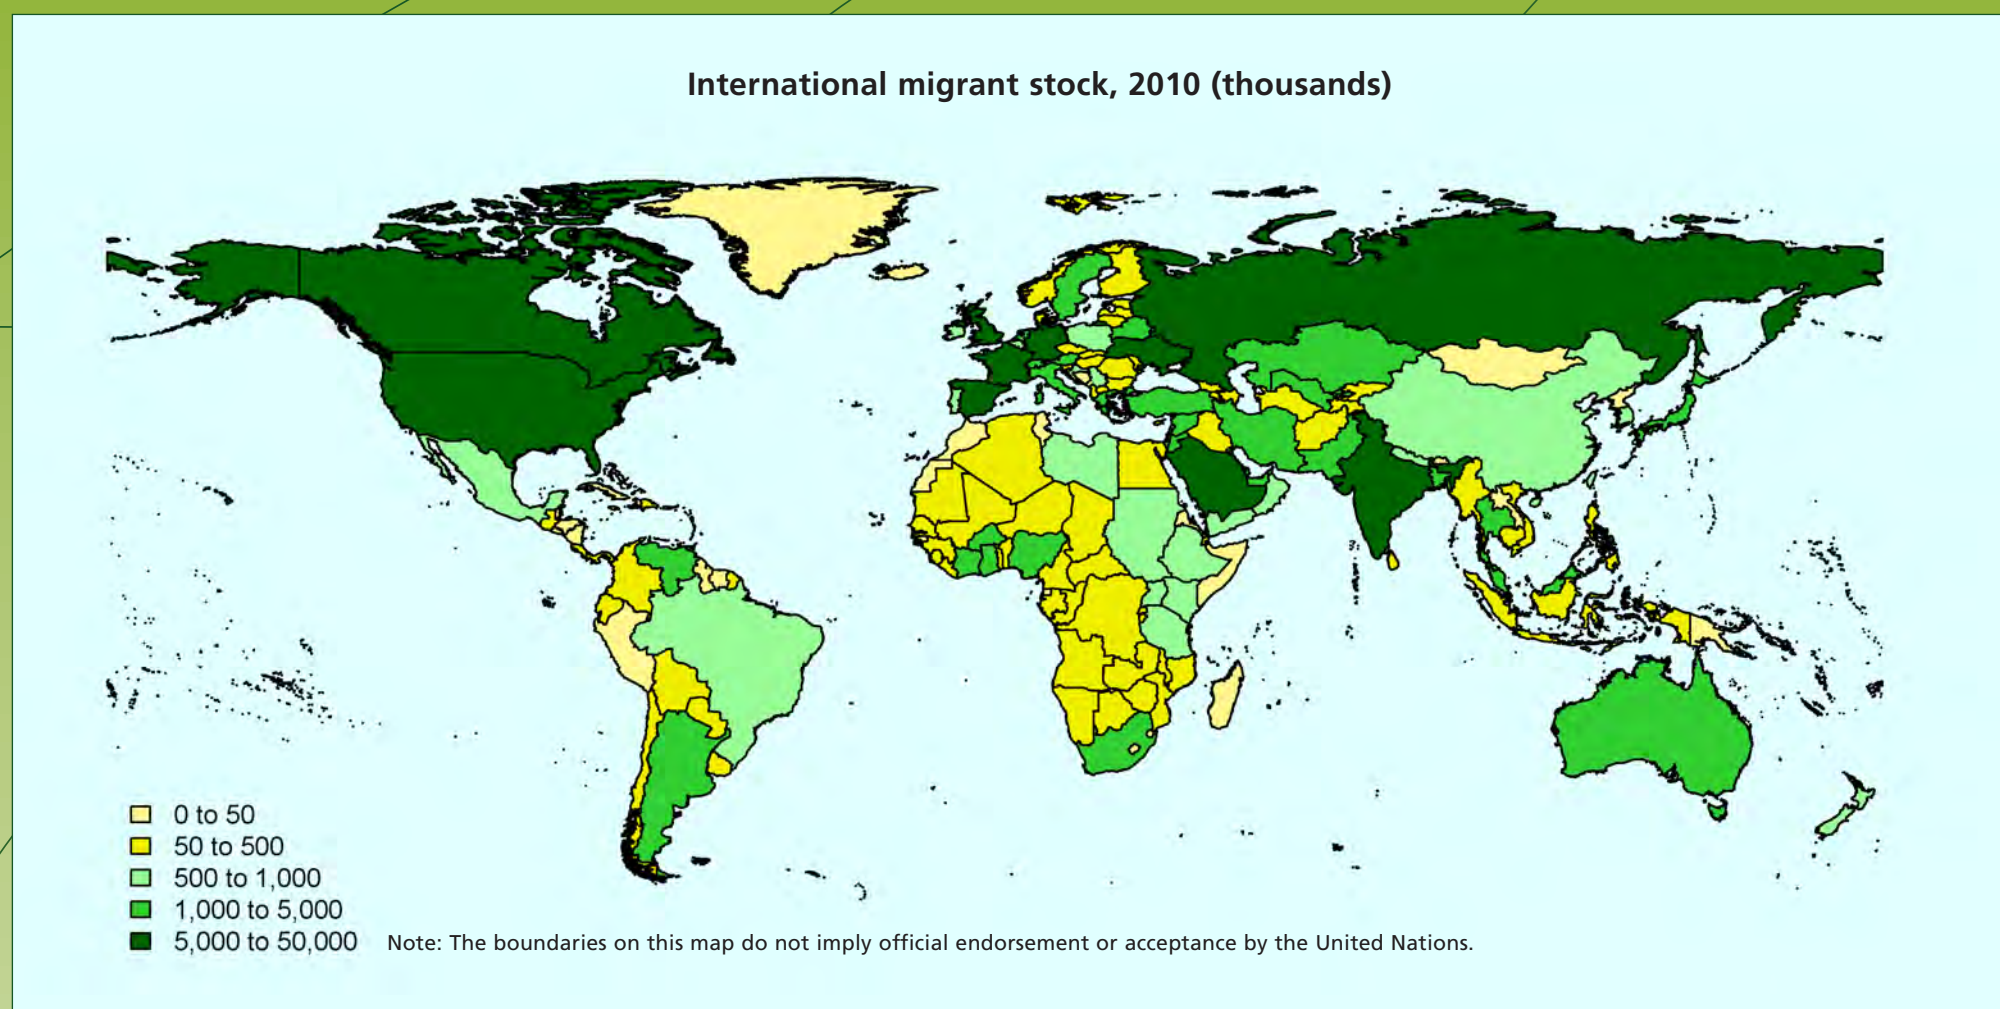 International migrant stock, 2010 (thousands)
0 to 50
50 to 500
500 to 1,000
1,000 to 5,000
5,000 to 50,000
Note: The boundaries on this map do not imply official endorsement or acceptance by the United Nations.